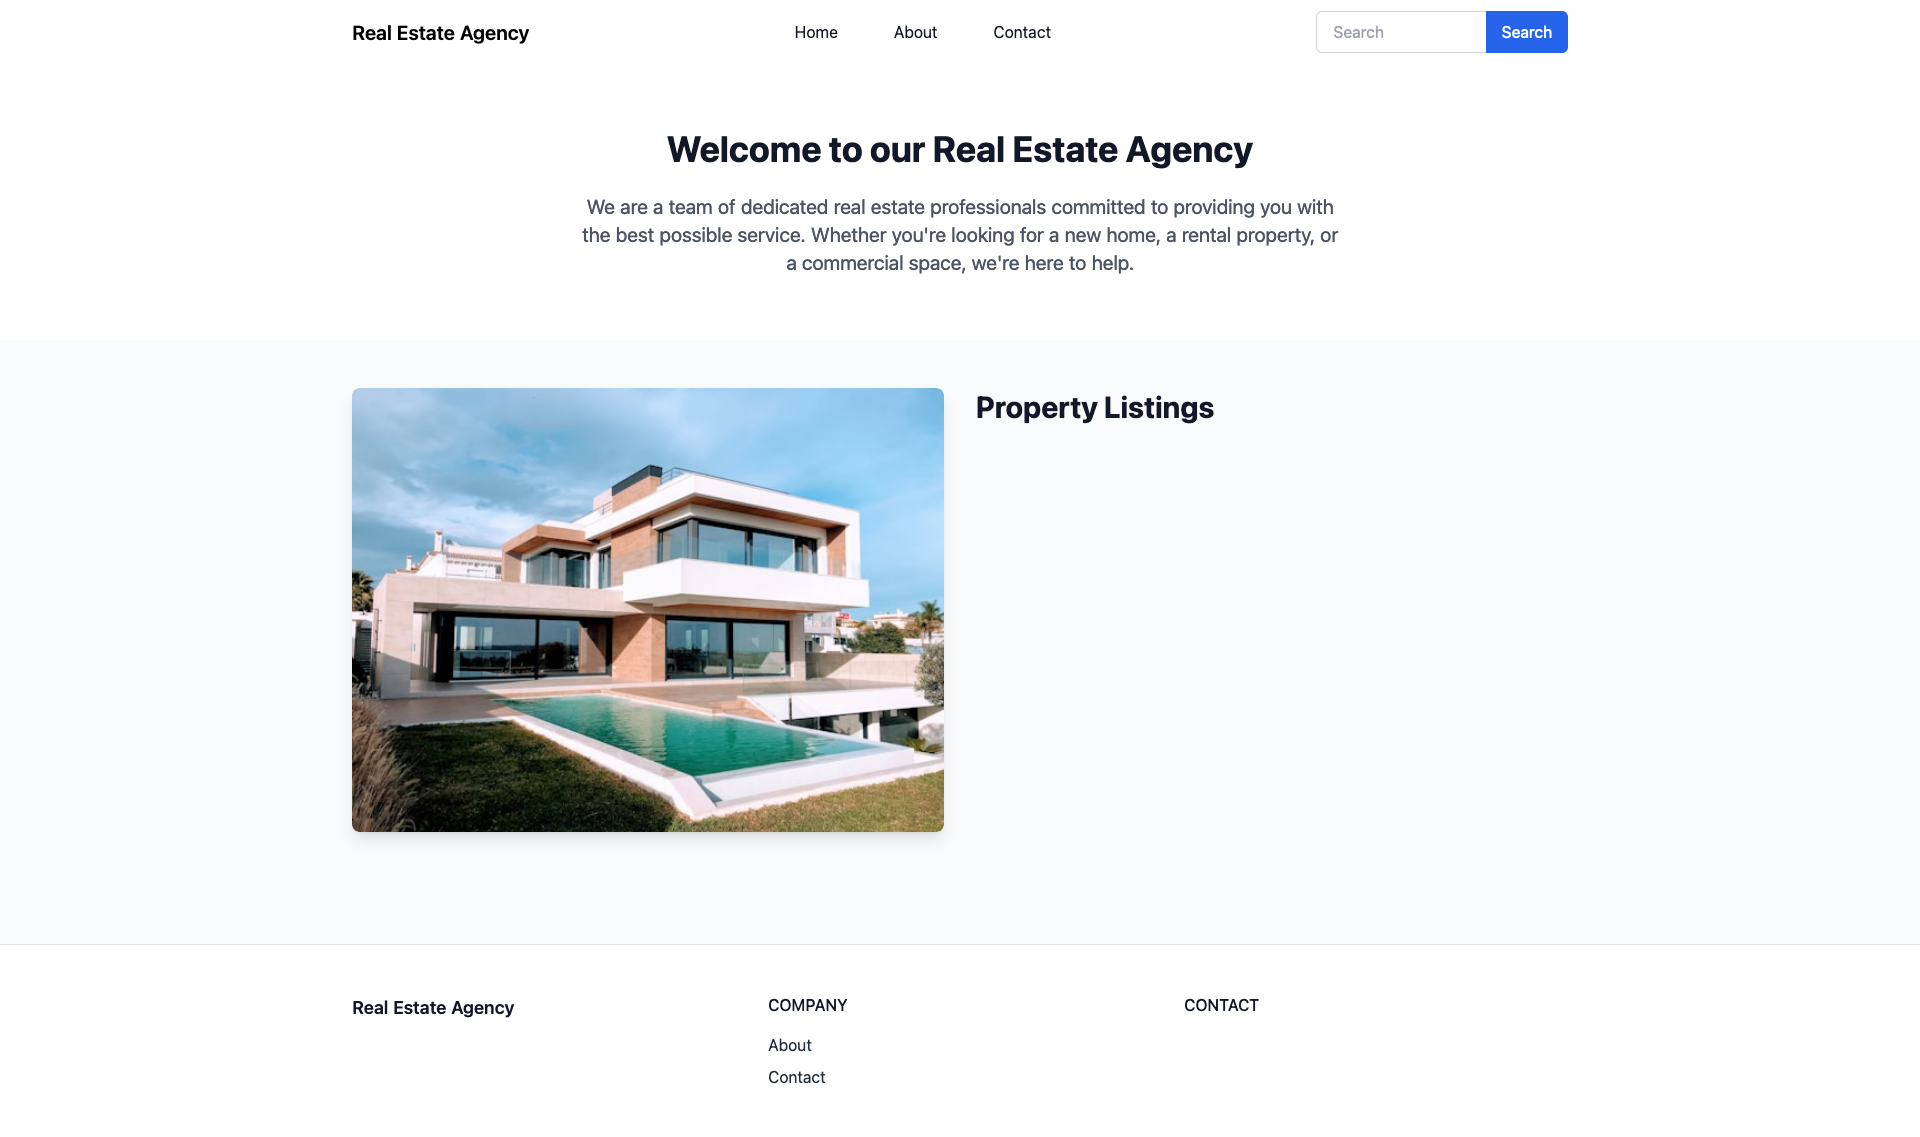 Real Estate Agency
Home
About
Contact
Search
Search
Welcome to our Real Estate Agency
We are a team of dedicated real estate professionals committed to providing you with
the best possible service. Whether you're looking for a new home, a rental property, or
a commercial space, we're here to help.
Property Listings
Real Estate Agency
COMPANY
About
Contact
CONTACT